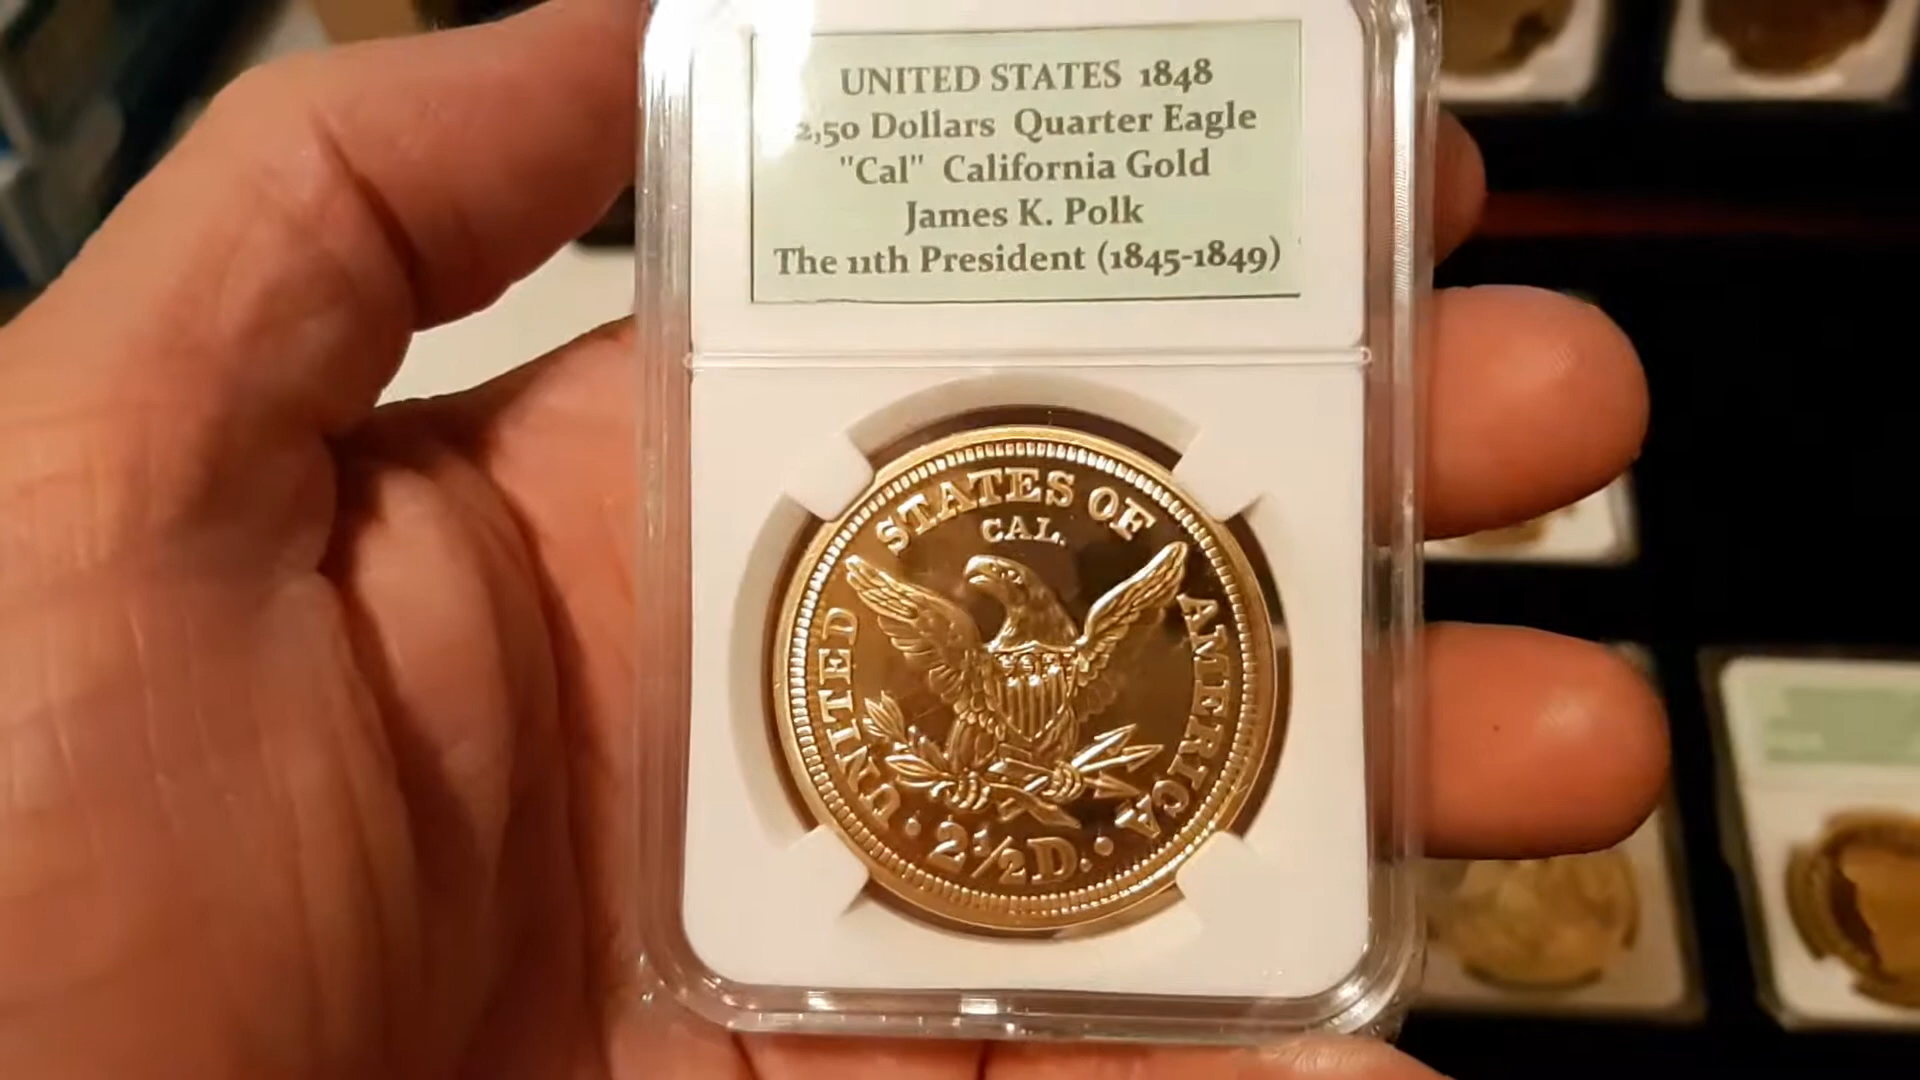 UNITED STATES 1848
2,50 Dollars Quarter Eagle
"Cal" California Gold
James K. Polk
The 11th President (1845-1849)
UNITED STATES OF AMERICA
CAL.
· 2½ D. ·